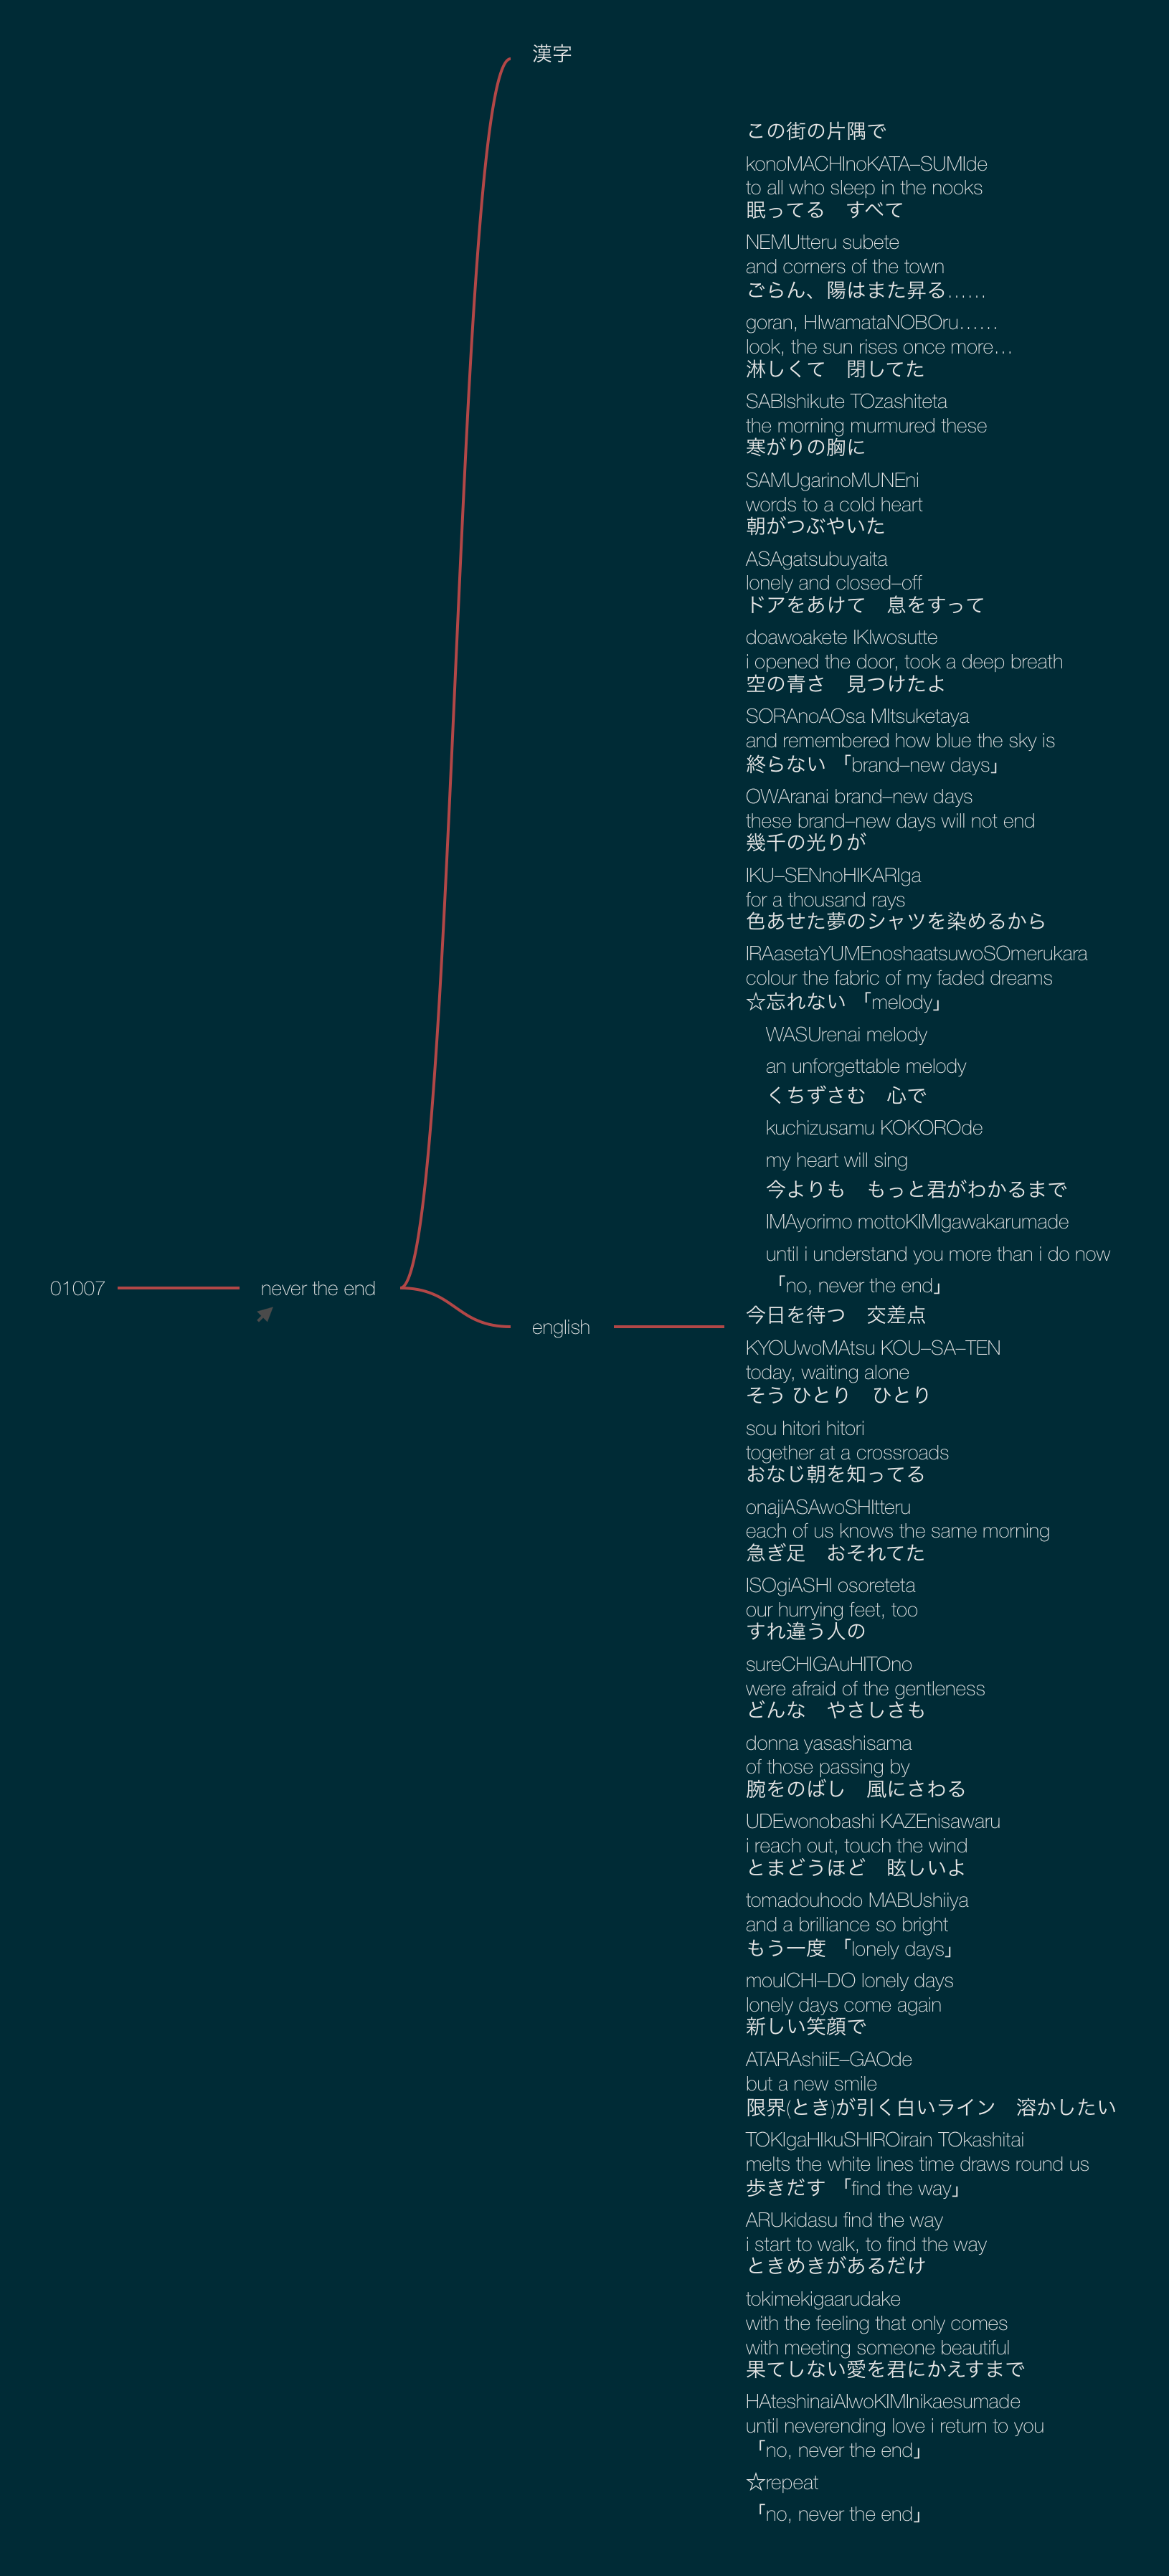 漢字
この街の片隅で
konoMACHInoKATA–SUMIde
to all who sleep in the nooks
眠ってる　すべて
NEMUtteru subete
and corners of the town
ごらん、陽はまた昇る……
goran, HIwamataNOBOru……
look, the sun rises once more…
淋しくて　閉してた
SABIshikute TOzashiteta
the morning murmured these
寒がりの胸に
SAMUgarinoMUNEni
words to a cold heart
朝がつぶやいた
ASAgatsubuyaita
lonely and closed–off
ドアをあけて　息をすって
doawoakete IKIwosutte
i opened the door, took a deep breath
空の青さ　見つけたよ
SORAnoAOsa MItsuketaya
and remembered how blue the sky is
終らない 「brand–new days」
OWAranai brand–new days
these brand–new days will not end
幾千の光りが
IKU–SENnoHIKARIga
for a thousand rays
色あせた夢のシャツを染めるから
IRAasetaYUMEnoshaatsuwoSOmerukara
colour the fabric of my faded dreams
☆忘れない 「melody」
WASUrenai melody
an unforgettable melody
くちずさむ　心で
kuchizusamu KOKOROde
my heart will sing
今よりも　もっと君がわかるまで
IMAyorimo mottoKIMIgawakarumade
until i understand you more than i do now
「no, never the end」
01007
never the end
english
今日を待つ　交差点
KYOUwoMAtsu KOU–SA–TEN
today, waiting alone
そう ひとり　ひとり
sou hitori hitori
together at a crossroads
おなじ朝を知ってる
onajiASAwoSHItteru
each of us knows the same morning
急ぎ足　おそれてた
ISOgiASHI osoreteta
our hurrying feet, too
すれ違う人の
sureCHIGAuHITOno
were afraid of the gentleness
どんな　やさしさも
donna yasashisama
of those passing by
腕をのばし　風にさわる
UDEwonobashi KAZEnisawaru
i reach out, touch the wind
とまどうほど　眩しいよ
tomadouhodo MABUshiiya
and a brilliance so bright
もう一度 「lonely days」
mouICHI–DO lonely days
lonely days come again
新しい笑顔で
ATARAshiiE–GAOde
but a new smile
限界(とき)が引く白いライン　溶かしたい
TOKIgaHIkuSHIROirain TOkashitai
melts the white lines time draws round us
歩きだす 「find the way」
ARUkidasu find the way
i start to walk, to find the way
ときめきがあるだけ
tokimekigaarudake
with the feeling that only comes
with meeting someone beautiful
果てしない愛を君にかえすまで
HAteshinaiAIwoKIMInikaesumade
until neverending love i return to you
「no, never the end」
☆repeat
「no, never the end」